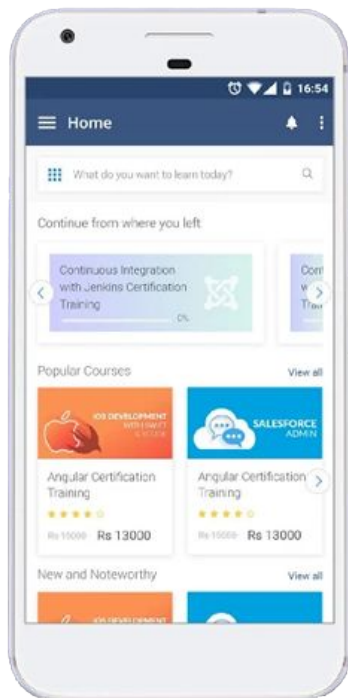 16:54
Home
What do you want to learn today?
Continue from where you left
Continuous Integration
with Jenkins Certification
Training
0%
Popular Courses View all
IOS DEVELOPMENT
SALESFORCE
ADMIN
Angular Certification
Training
Rs 13000
Angular Certification
Training
Rs 13000
New and Noteworthy View all
IOS DEVELOPMENT